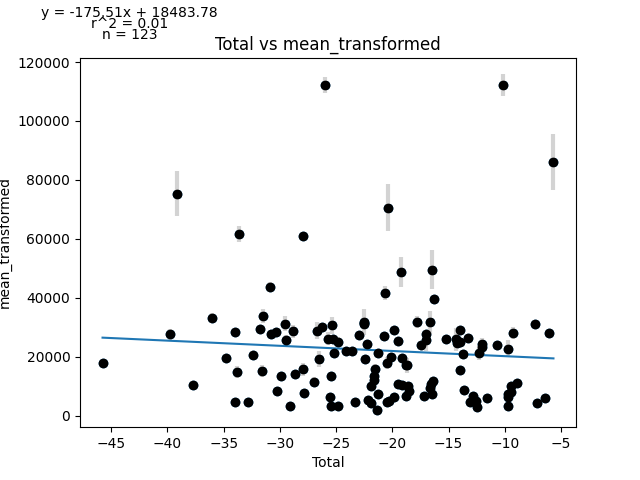 y = -175.51x + 18483.78
r^2 = 0.01
n = 123
Total vs mean_transformed
120000
100000
80000
60000
40000
20000
0
mean_transformed
−45
−40
−35
−30
−25
−20
−15
−10
−5
Total